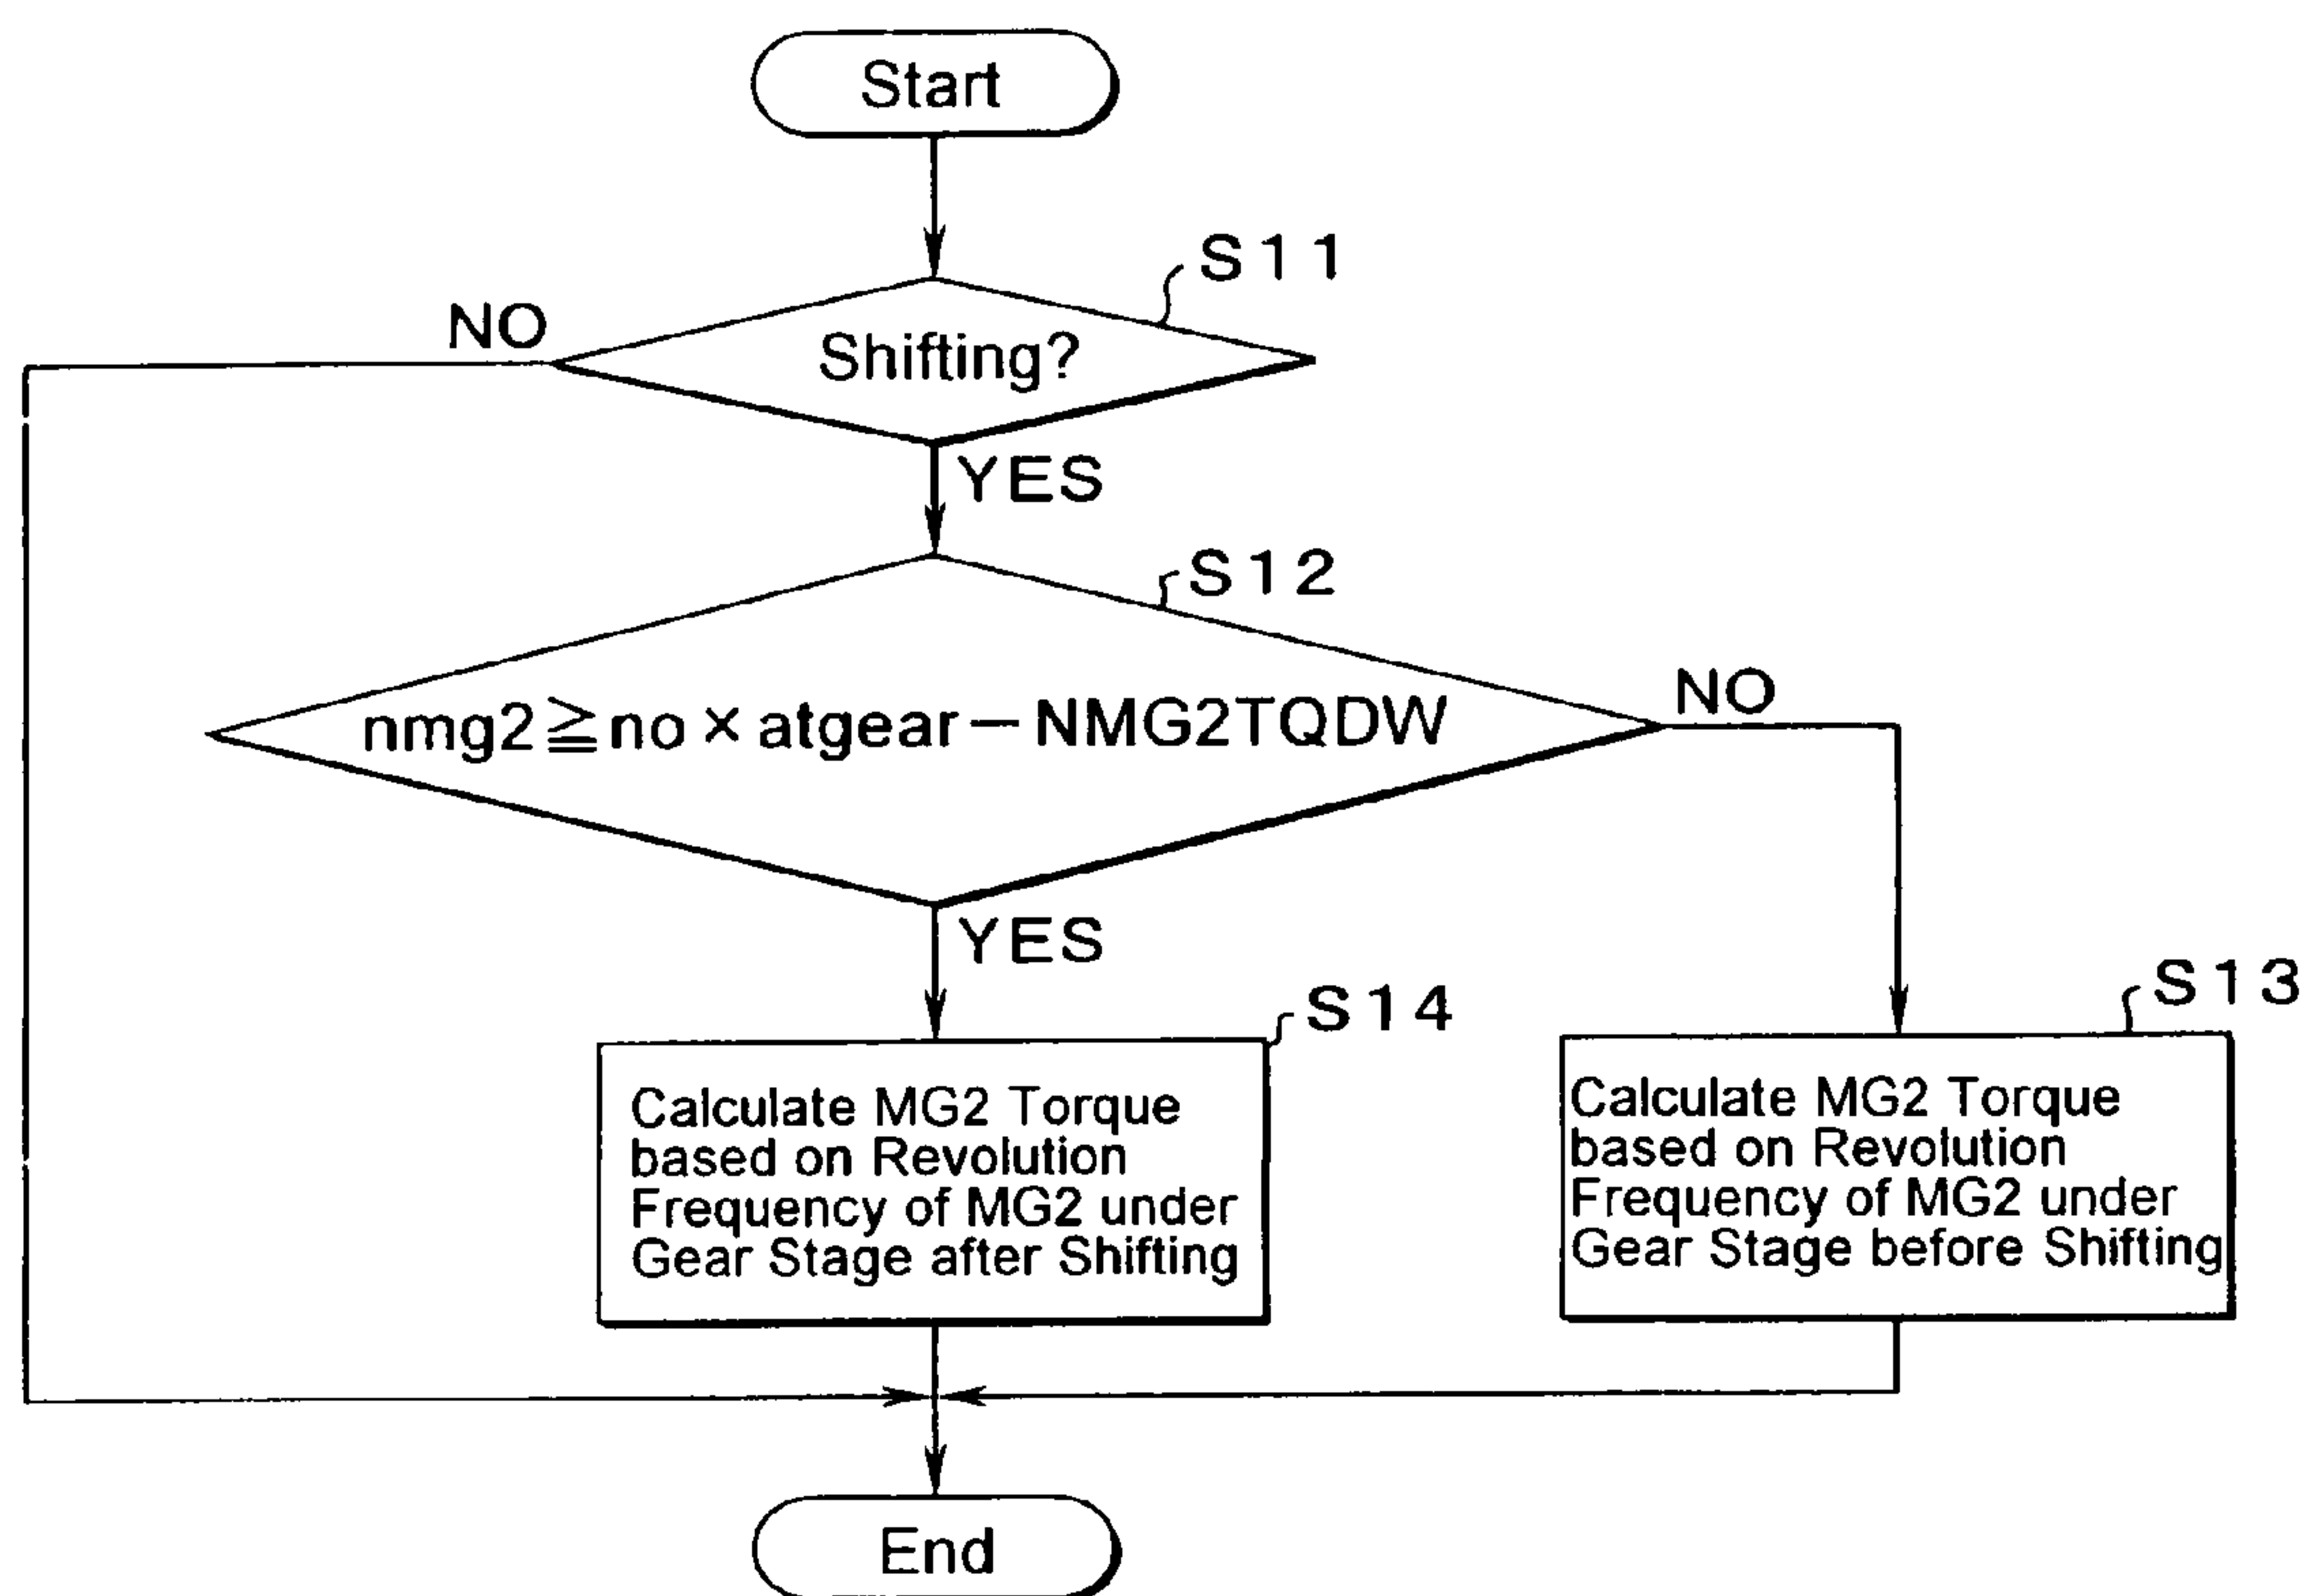 Start
S11
NO
Shifting?
YES
S12
nmg2≧no×atgear−NMG2TQDW
NO
YES
S14
Calculate MG2 Torque
based on Revolution
Frequency of MG2 under
Gear Stage after Shifting
S13
Calculate MG2 Torque
based on Revolution
Frequency of MG2 under
Gear Stage before Shifting
End